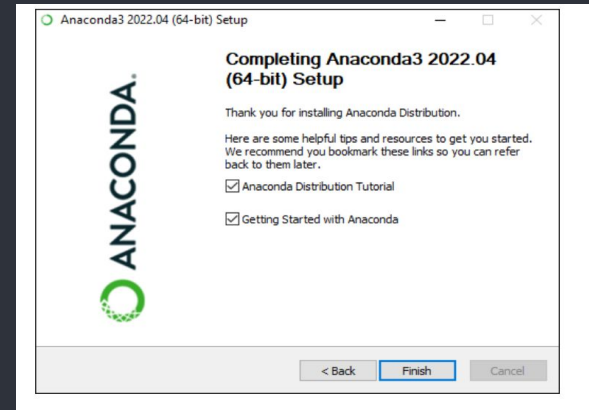 Anaconda3 2022.04 (64-bit) Setup
Completing Anaconda3 2022.04
(64-bit) Setup
Thank you for installing Anaconda Distribution.
Here are some helpful tips and resources to get you started.
We recommend you bookmark these links so you can refer
back to them later.
Anaconda Distribution Tutorial
Getting Started with Anaconda
ANACONDA.
< Back
Finish
Cancel